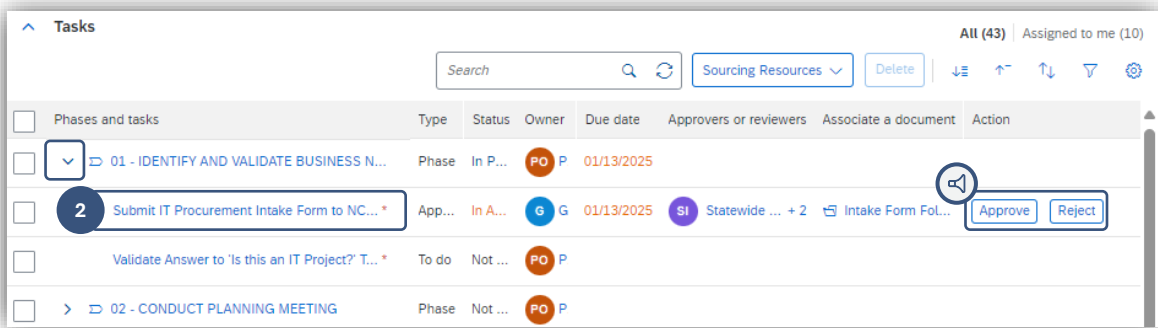 Tasks
All (43) Assigned to me (10)
Search Sourcing Resources Delete
Phases and tasks Type Status Owner Due date Approvers or reviewers Associate a document Action
01 - IDENTIFY AND VALIDATE BUSINESS N... Phase In P... PO P 01/13/2025
2 Submit IT Procurement Intake Form to NC... * App... In A... G G 01/13/2025 SI Statewide ... + 2 Intake Form Fol... Approve Reject
Validate Answer to 'Is this an IT Project?' T... * To do Not ... PO P
02 - CONDUCT PLANNING MEETING Phase Not ... PO P